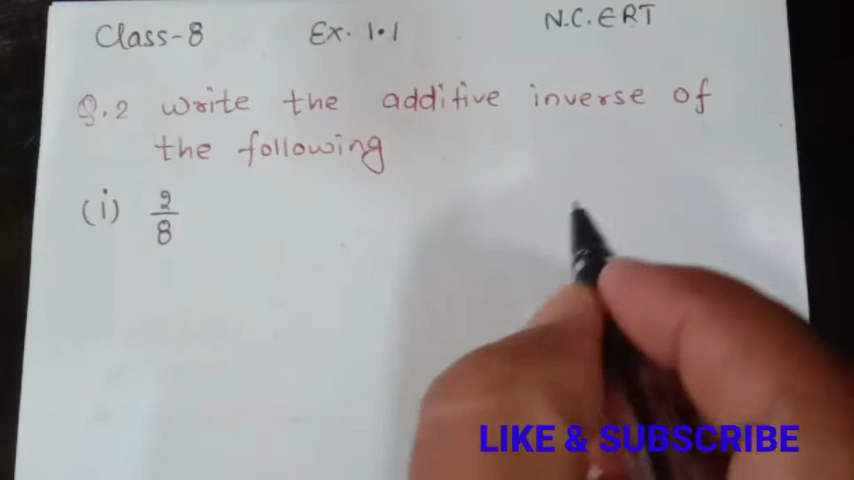 Class-8 Ex. 1.1 N.C.ERT
Q.2 write the additive inverse of
the following
(i) 2/8
LIKE & SUBSCRIBE